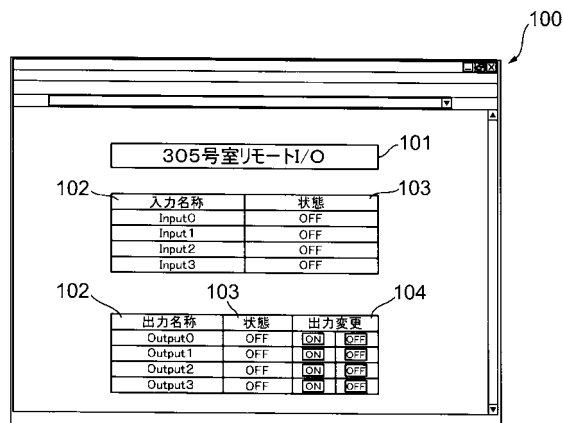 100
305号室リモートI/O
101
102
103
入力名称 状態
Input0 OFF
Input1 OFF
Input2 OFF
Input3 OFF
102
103
104
出力名称 状態 出力変更
Output0 OFF ON OFF
Output1 OFF ON OFF
Output2 OFF ON OFF
Output3 OFF ON OFF